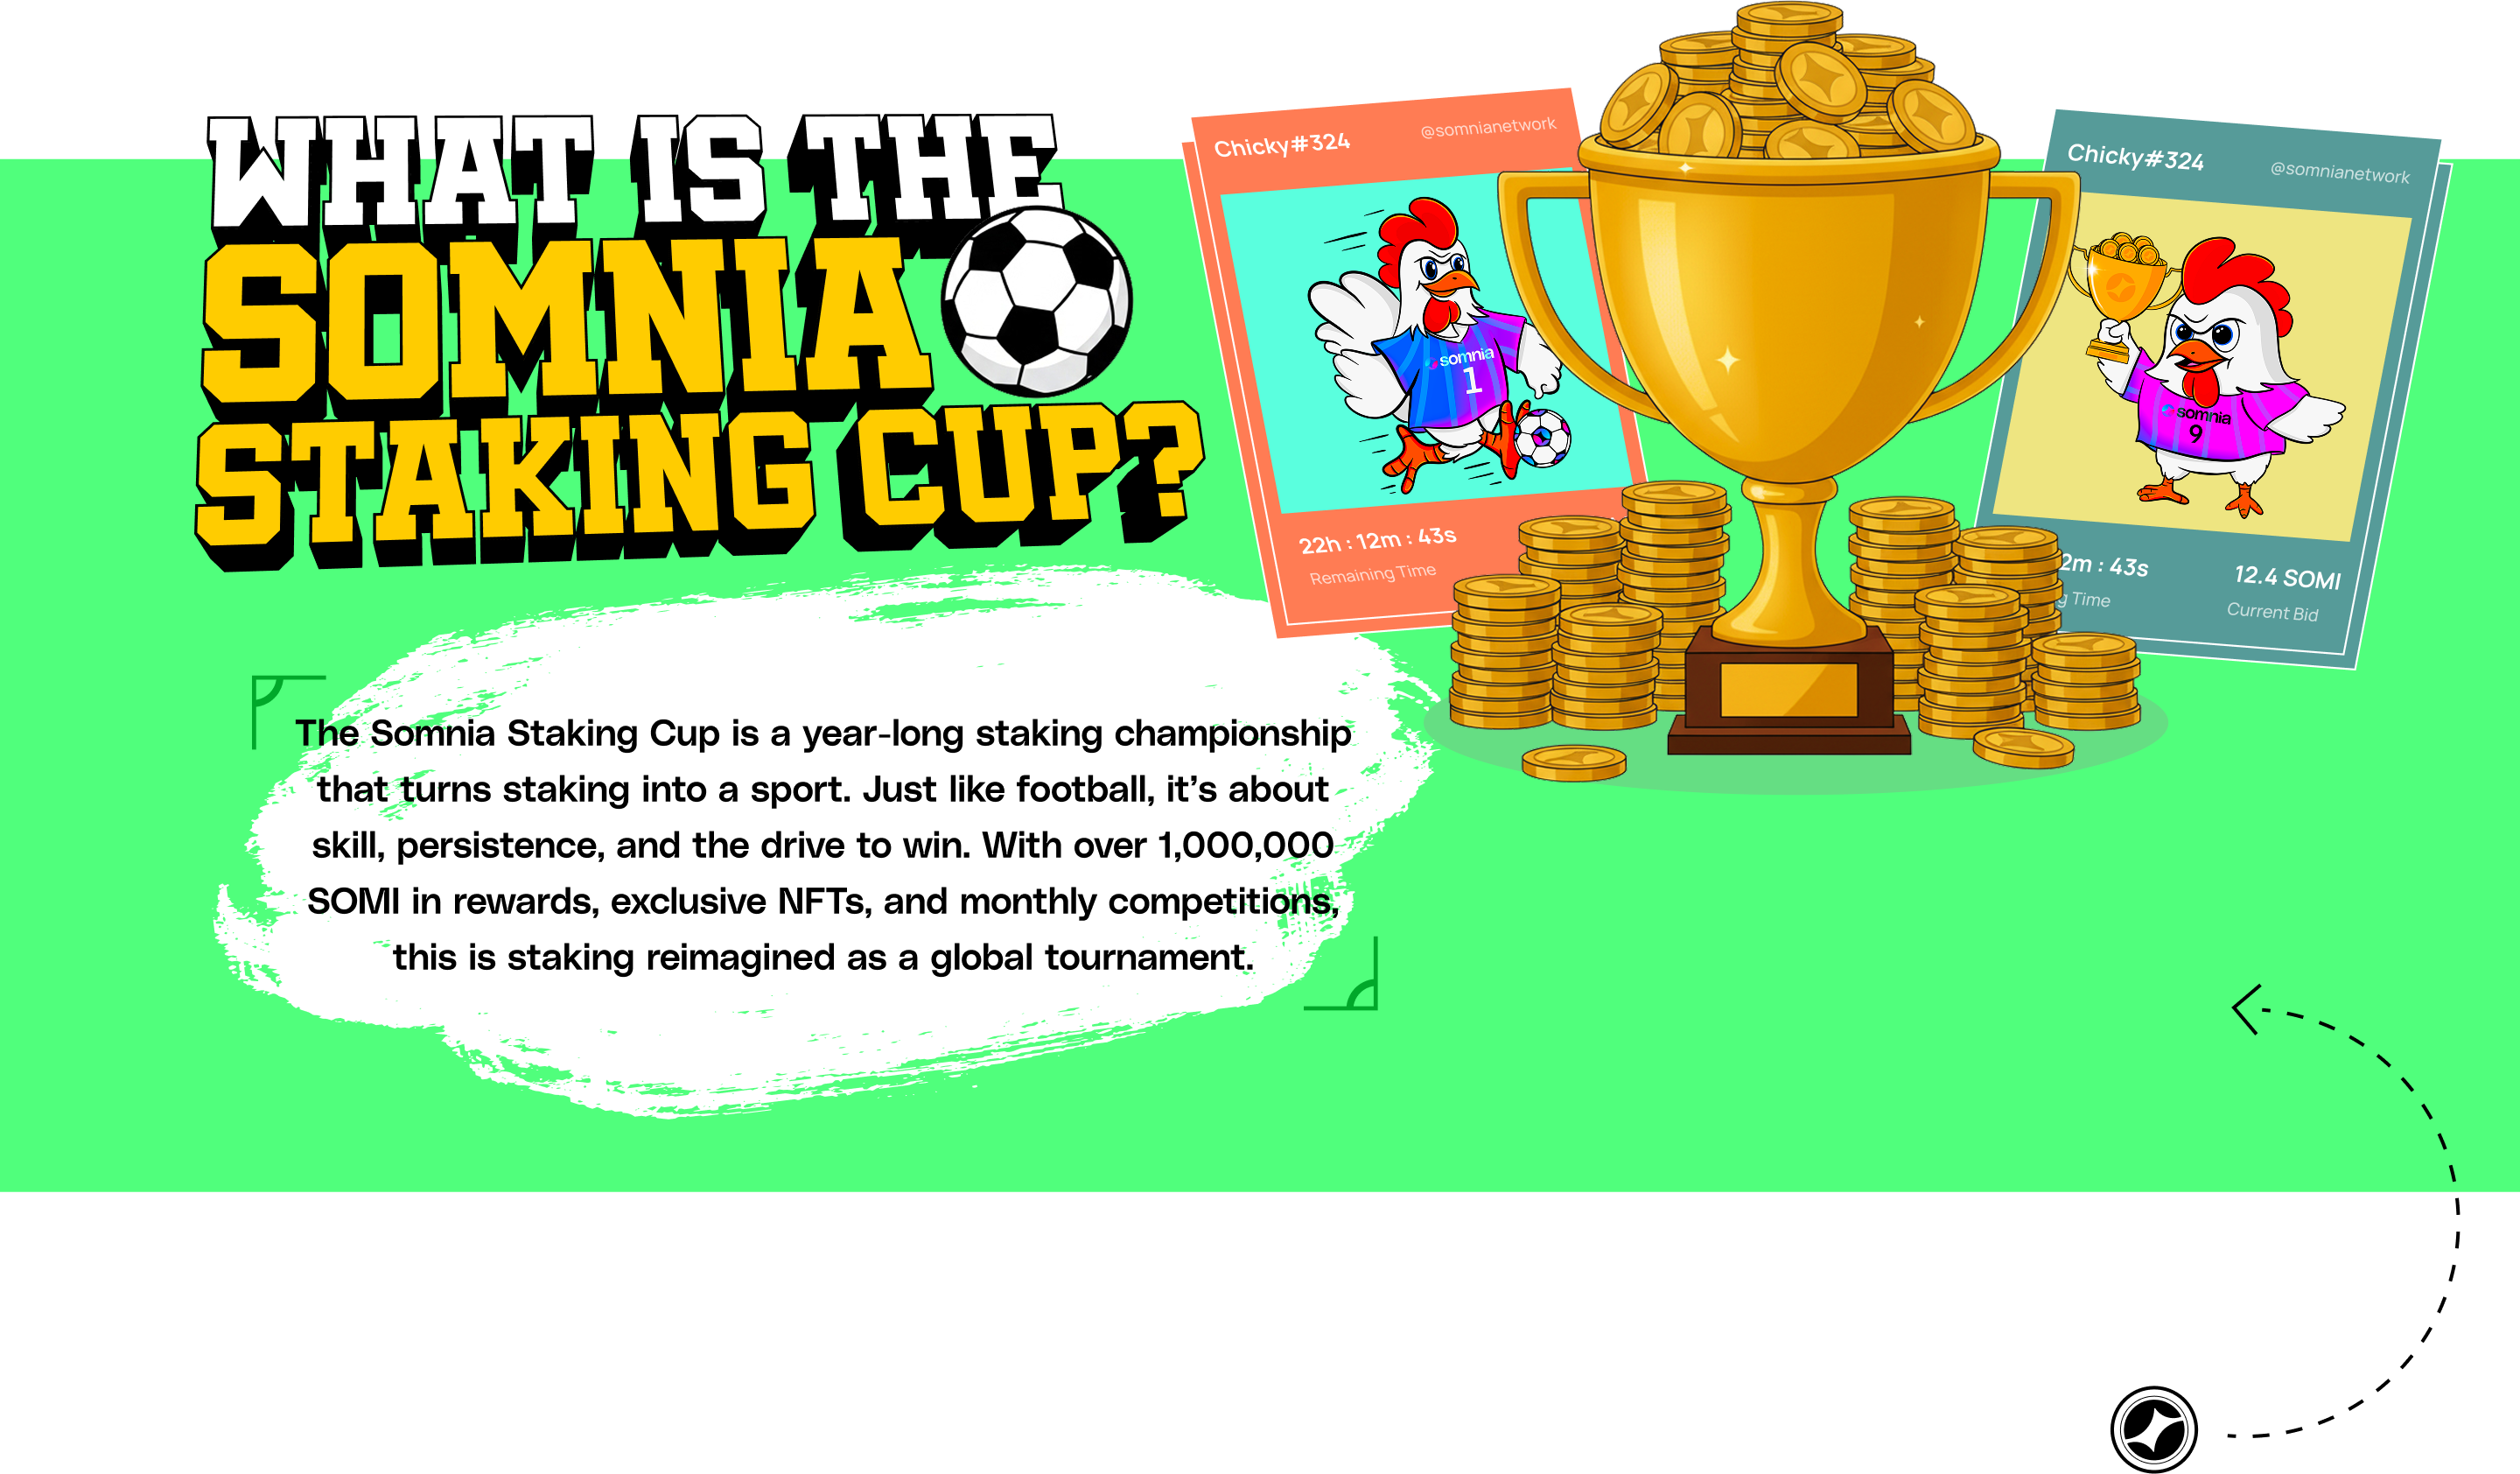 WHAT IS THE
SOMNIA
STAKING CUP?
The Somnia Staking Cup is a year-long staking championship
that turns staking into a sport. Just like football, it’s about
skill, persistence, and the drive to win. With over 1,000,000
SOMI in rewards, exclusive NFTs, and monthly competitions,
this is staking reimagined as a global tournament.
Chicky#324
@somnianetwork
somnia
1
22h : 12m : 43s
Remaining Time
Chicky#324
@somnianetwork
somnia
9
2m : 43s
Time
12.4 SOMI
Current Bid